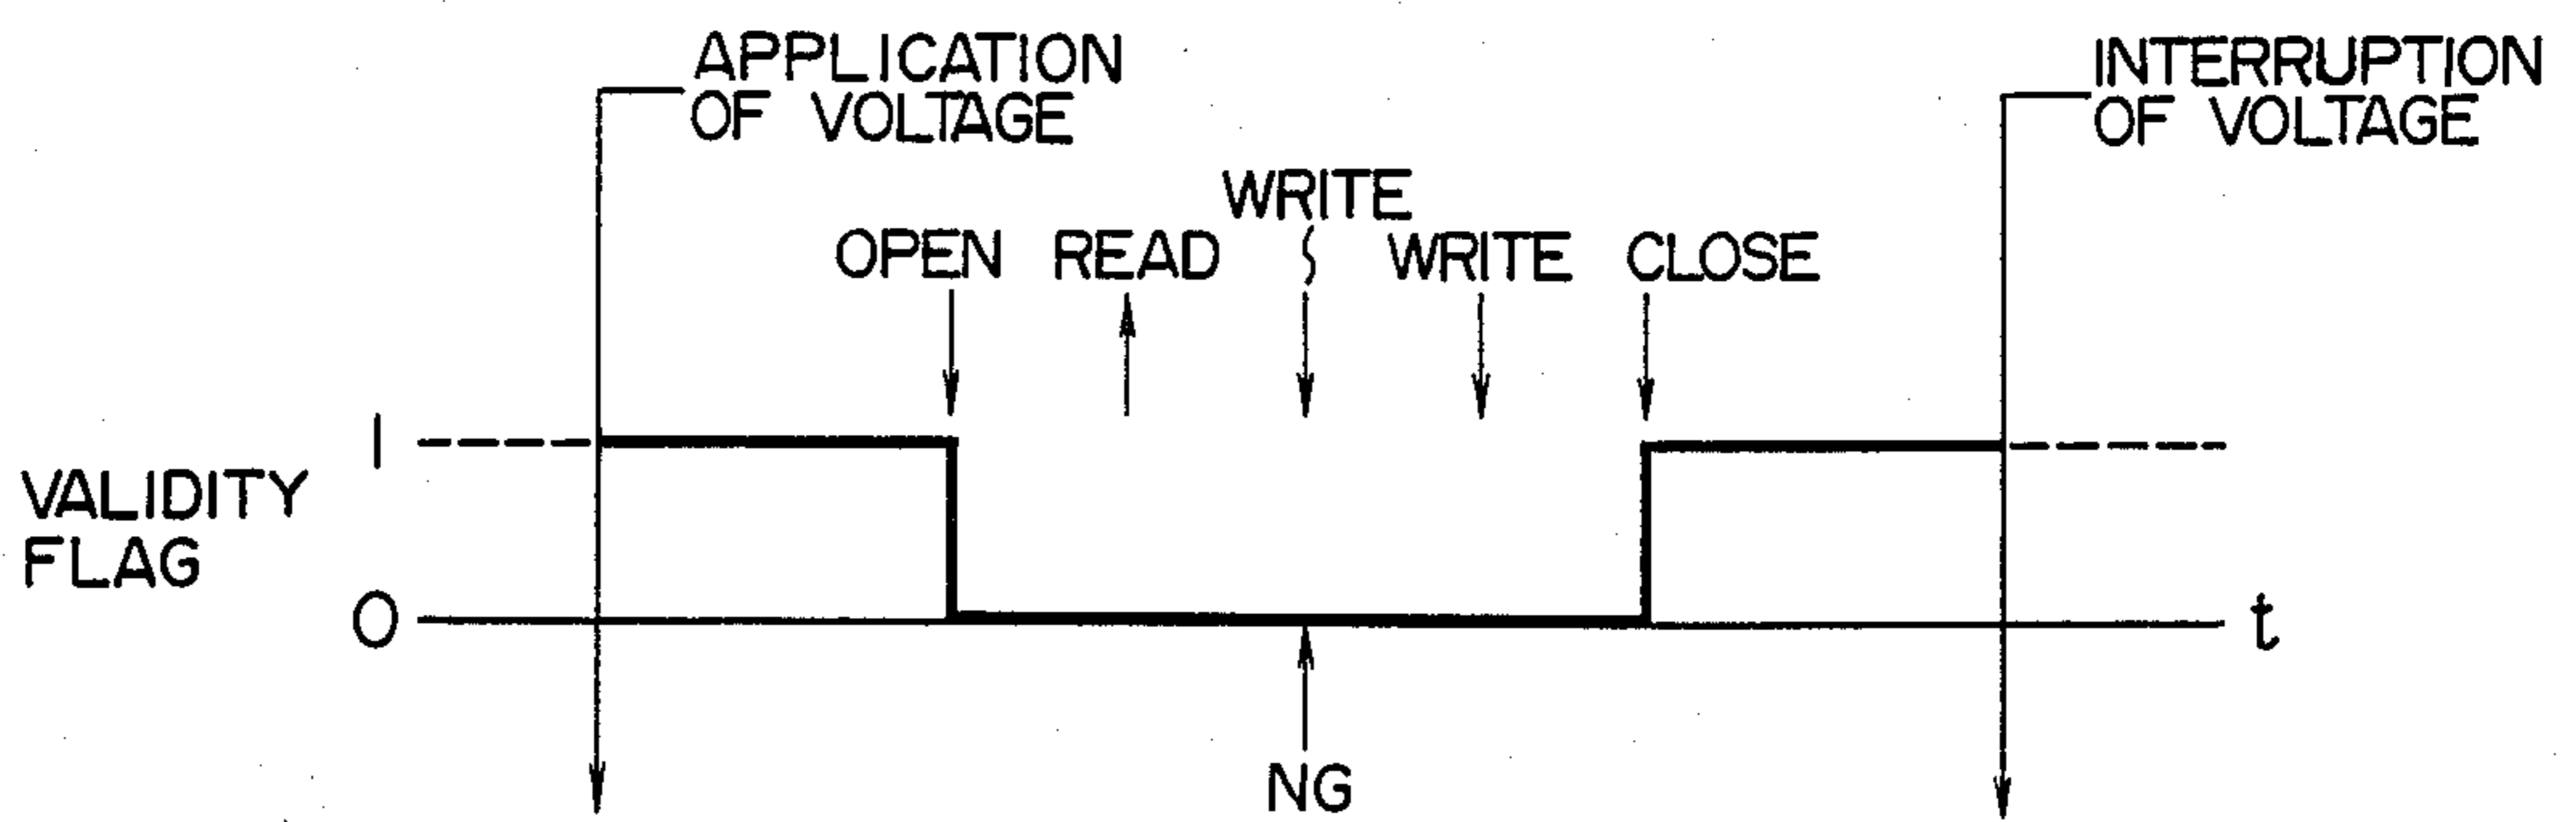 APPLICATION
OF VOLTAGE
INTERRUPTION
OF VOLTAGE
WRITE
OPEN READ WRITE CLOSE
1
VALIDITY
FLAG
0
t
NG